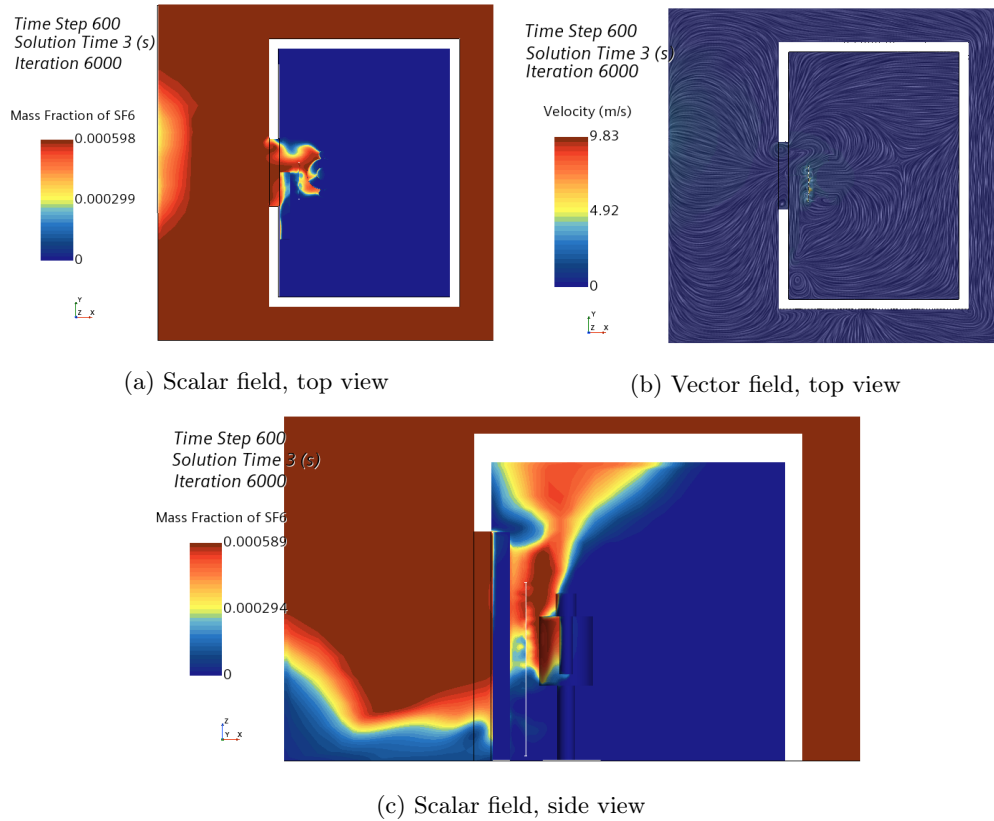 Time Step 600
Solution Time 3 (s)
Iteration 6000
Mass Fraction of SF6
0.000598
0.000299
0
Y
Z X
(a) Scalar field, top view
Time Step 600
Solution Time 3 (s)
Iteration 6000
Velocity (m/s)
9.83
4.92
0
Y
Z X
(b) Vector field, top view
Time Step 600
Solution Time 3 (s)
Iteration 6000
Mass Fraction of SF6
0.000589
0.000294
0
Z
Y X
(c) Scalar field, side view